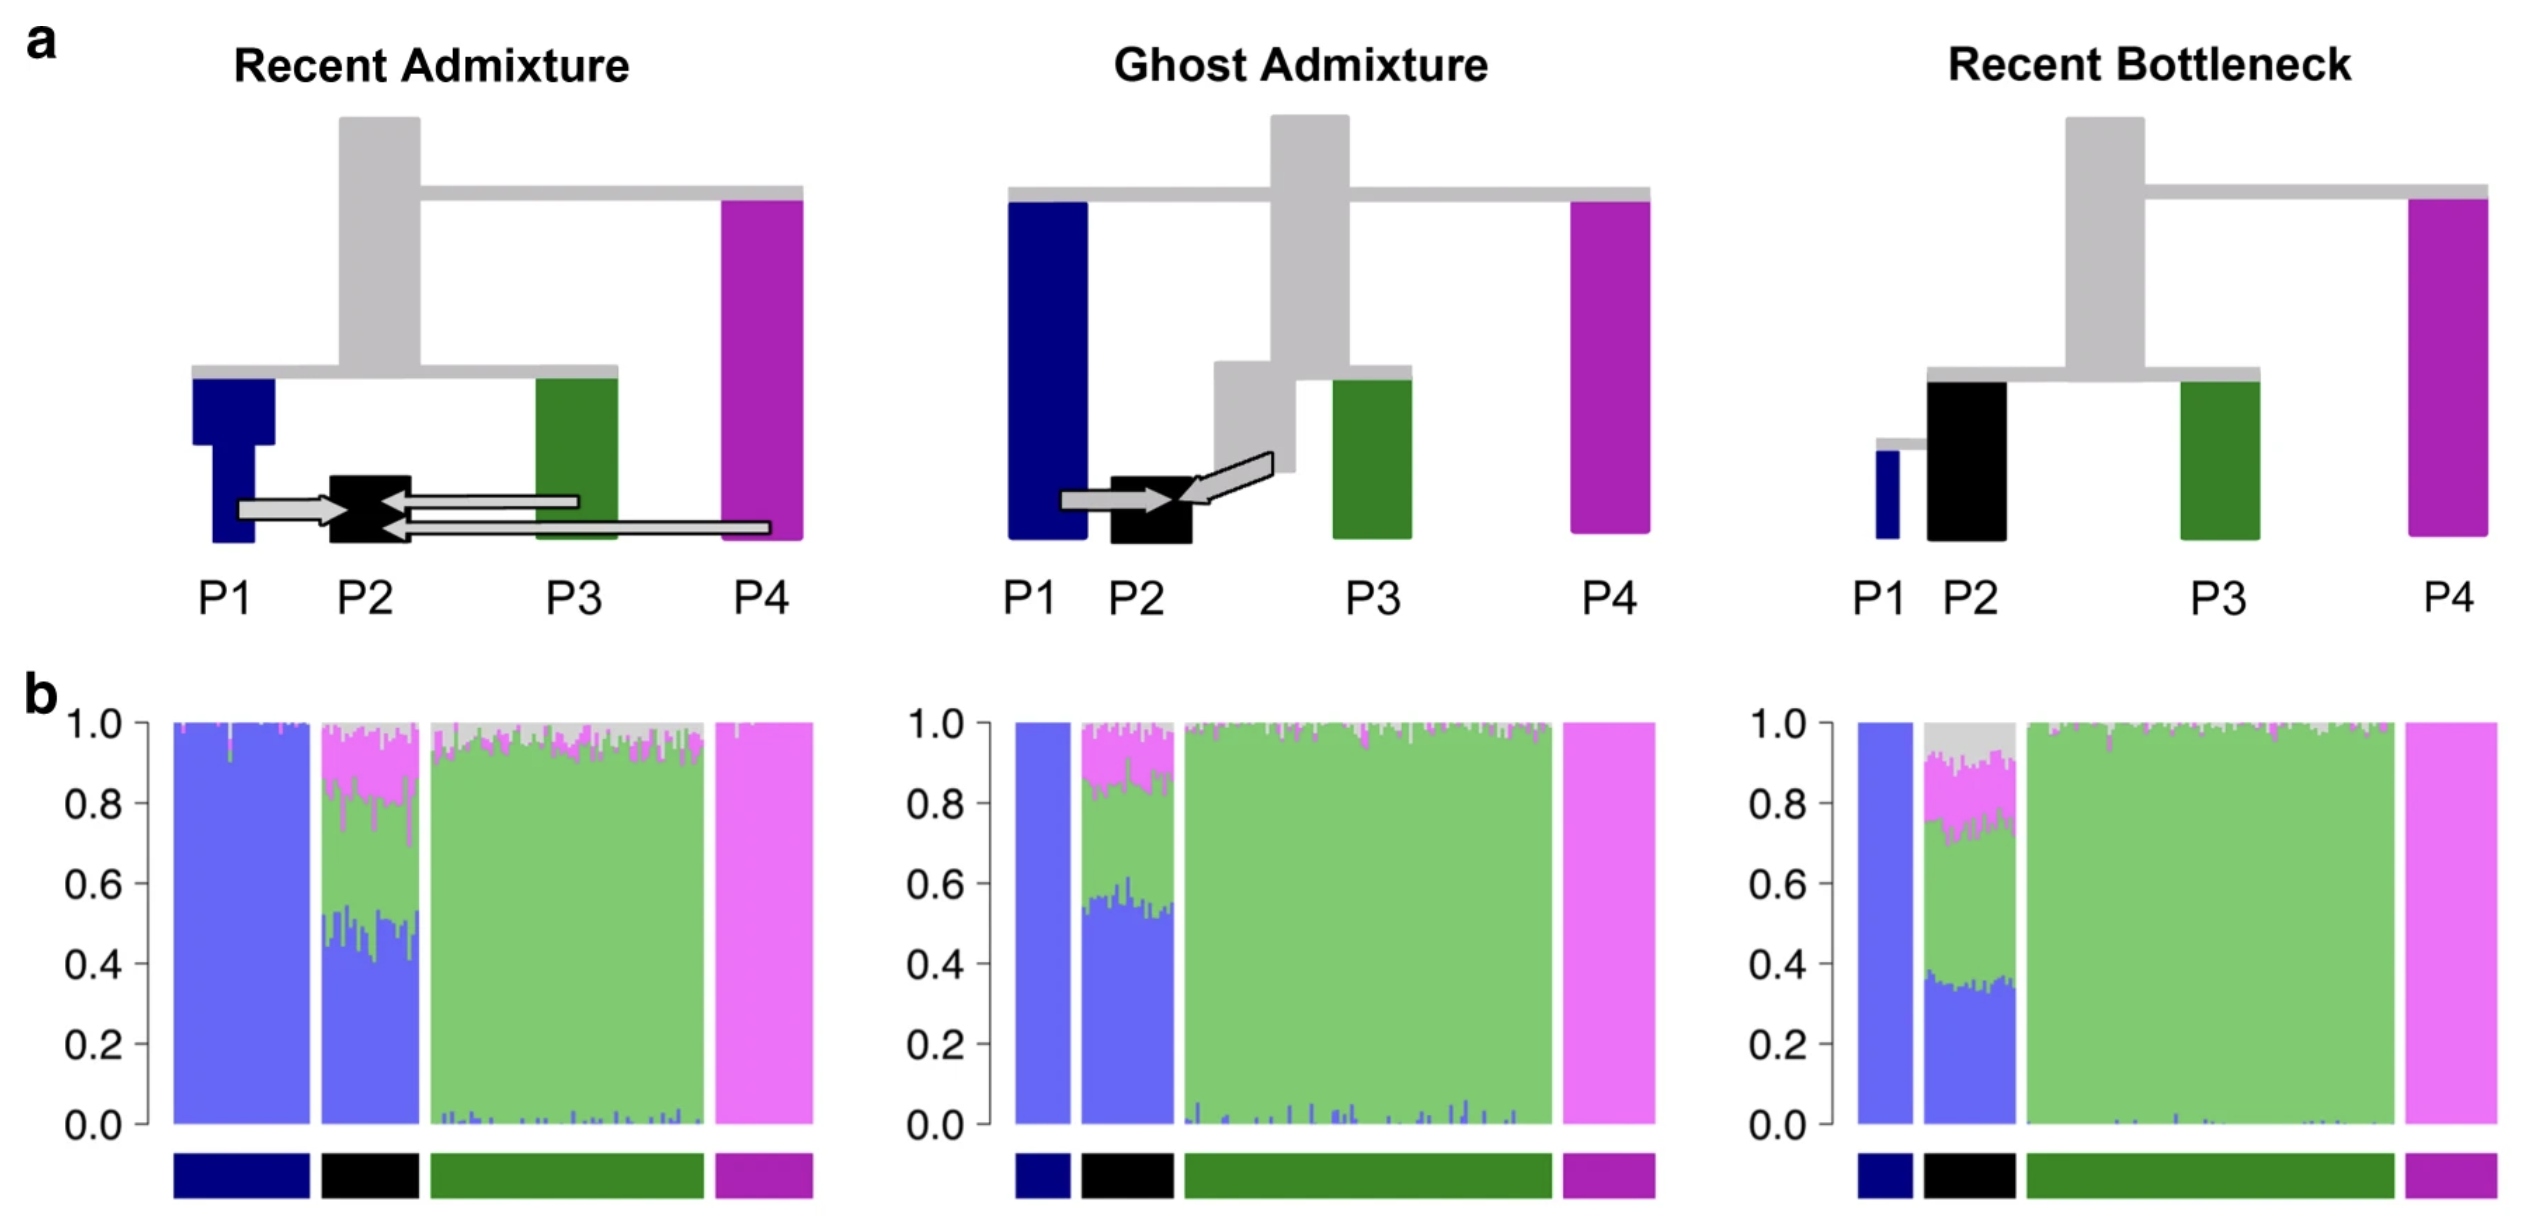 a
Recent Admixture Ghost Admixture Recent Bottleneck
P1 P2 P3 P4 P1 P2 P3 P4 P1 P2 P3 P4
b
1.0 1.0 1.0
0.8 0.8 0.8
0.6 0.6 0.6
0.4 0.4 0.4
0.2 0.2 0.2
0.0 0.0 0.0